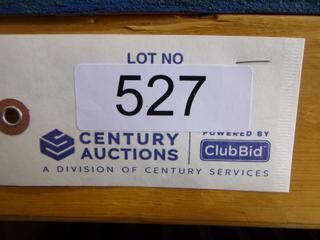 LOT NO
527
CENTURY
AUCTIONS
POWERED BY
ClubBid
A DIVISION OF CENTURY SERVICES